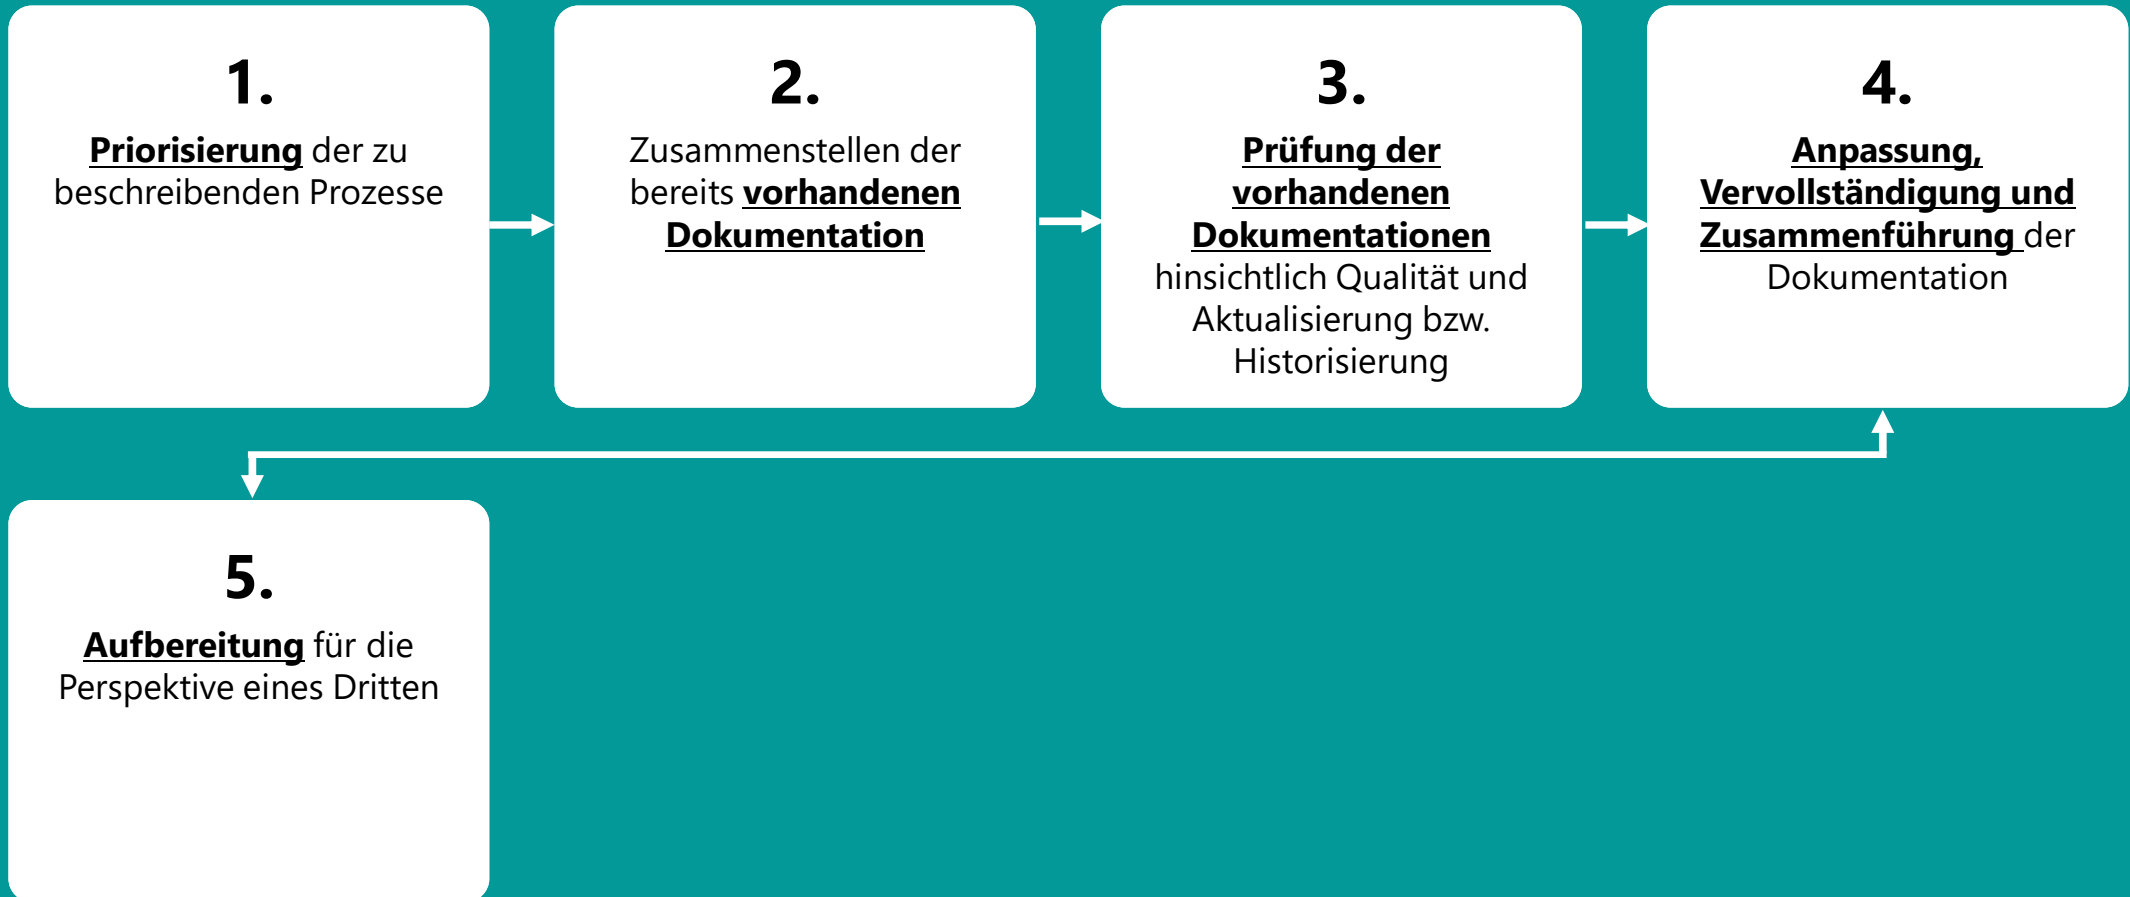 1.
Priorisierung der zu
beschreibenden Prozesse
2.
Zusammenstellen der
bereits vorhandenen
Dokumentation
3.
Prüfung der
vorhandenen
Dokumentationen
hinsichtlich Qualität und
Aktualisierung bzw.
Historisierung
4.
Anpassung,
Vervollständigung und
Zusammenführung der
Dokumentation
5.
Aufbereitung für die
Perspektive eines Dritten